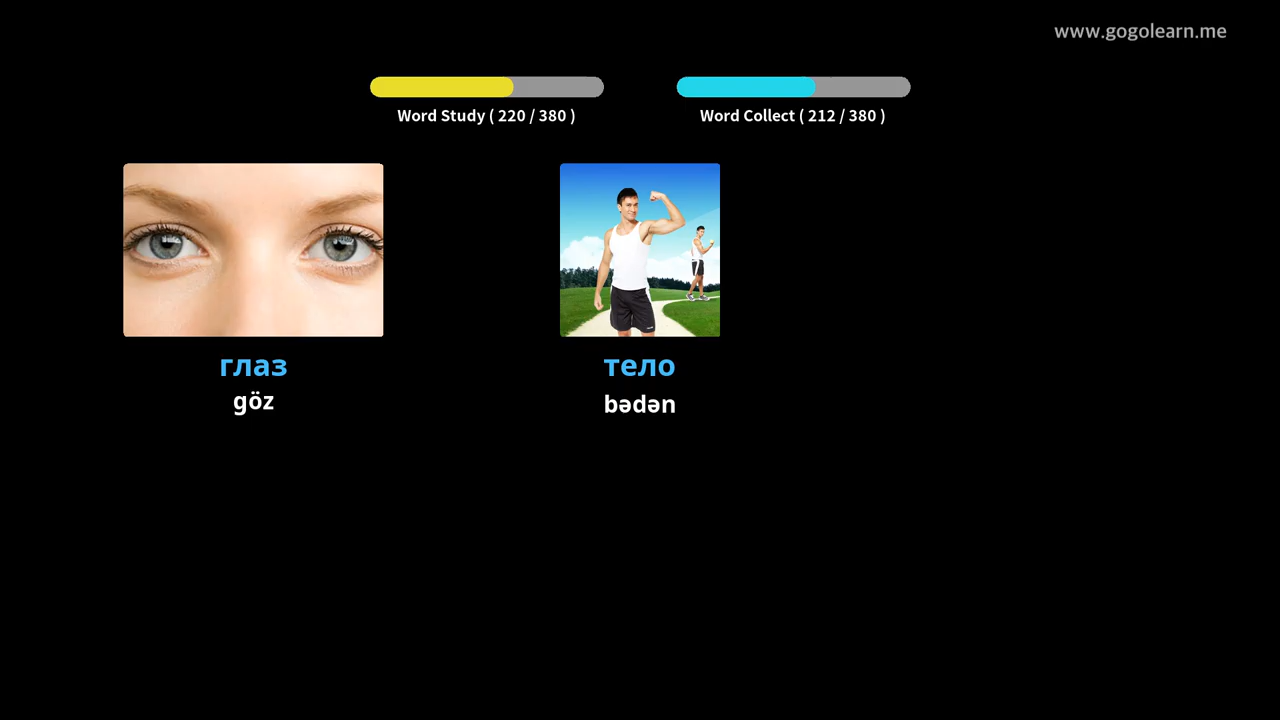 www.gogolearn.me
Word Study ( 220 / 380 )
Word Collect ( 212 / 380 )
глаз
göz
тело
bədən